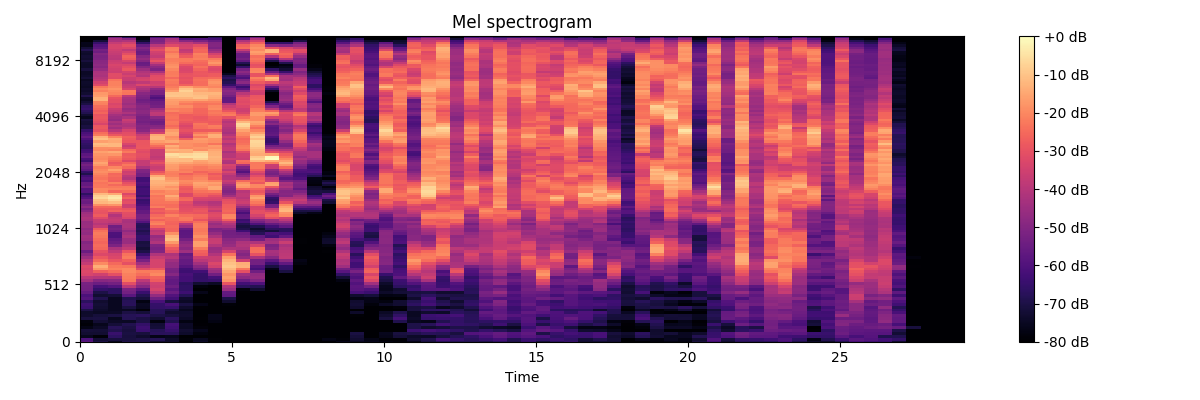 Mel spectrogram
Hz
8192
4096
2048
1024
512
0
0 5 10 15 20 25
Time
+0 dB
-10 dB
-20 dB
-30 dB
-40 dB
-50 dB
-60 dB
-70 dB
-80 dB